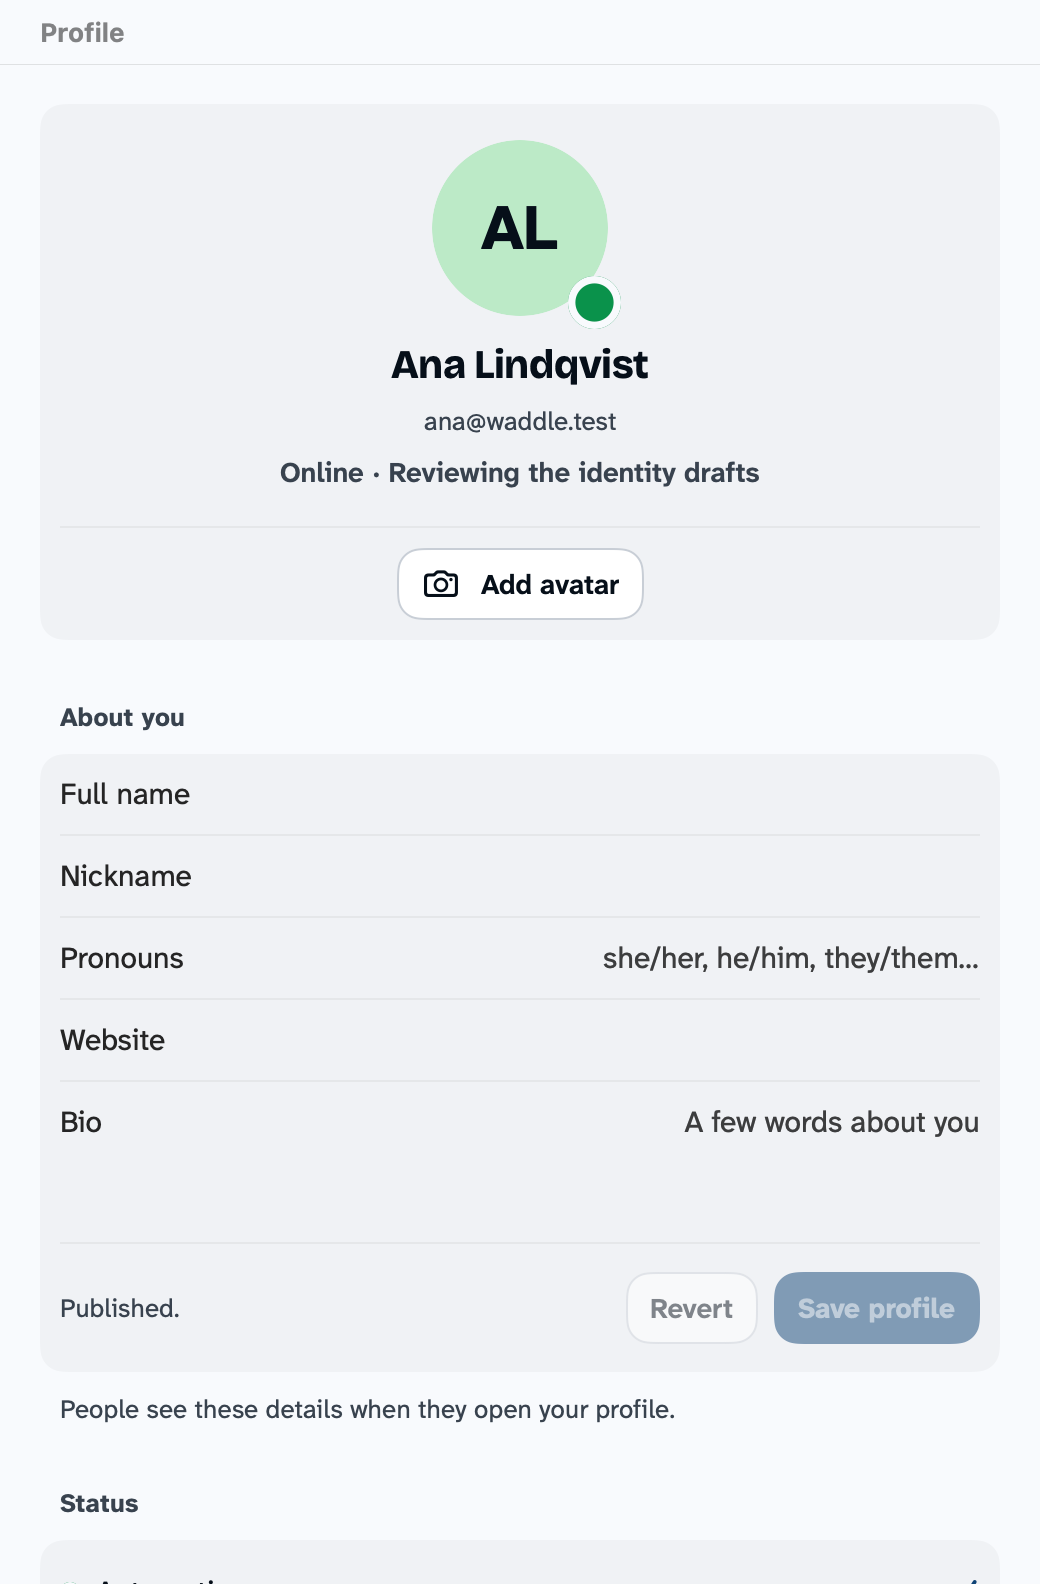 Profile
AL
Ana Lindqvist
ana@waddle.test
Online · Reviewing the identity drafts
Add avatar
About you
Full name
Nickname
Pronouns she/her, he/him, they/them...
Website
Bio A few words about you
Published. Revert Save profile
People see these details when they open your profile.
Status